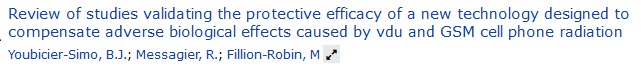 Review of studies validating the protective efficacy of a new technology designed to
compensate adverse biological effects caused by vdu and GSM cell phone radiation
Youbicier-Simo, B.J.; Messagier, R.; Fillion-Robin, M